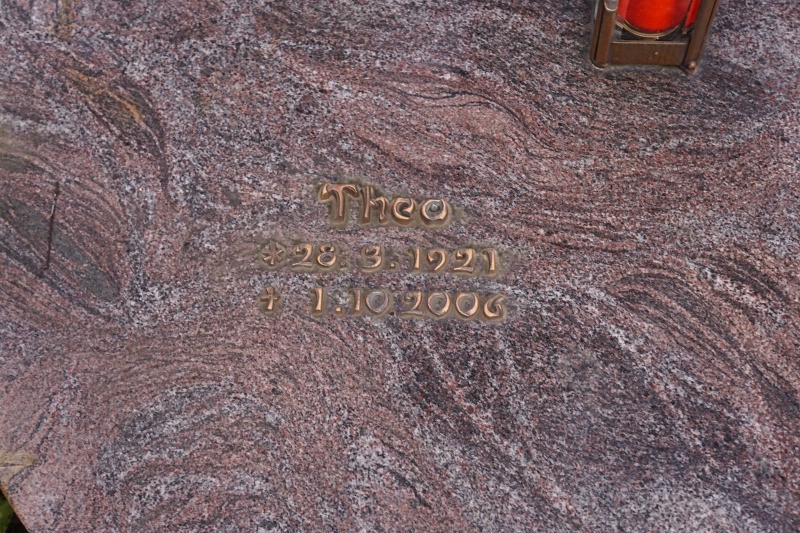 Theo
* 28. 3. 1921
† 1.10.2006